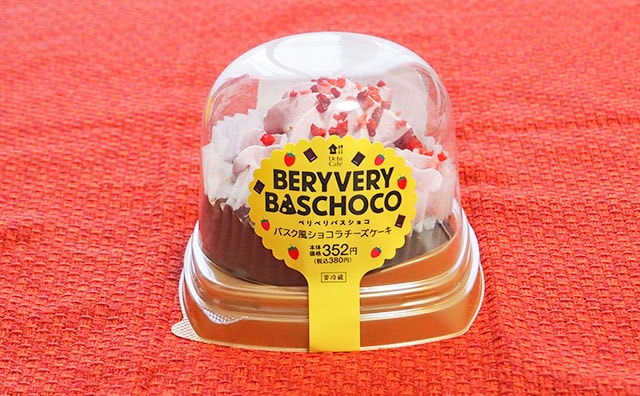 Uchi
Café
BERYVERY
BASCHOCO
ベリベリバスショコ
バスク風ショコラチーズケーキ
本体
価格 352円
(税込380円)
要冷蔵